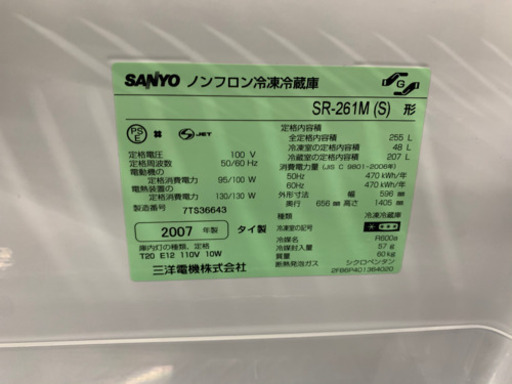 SANYO ノンフロン冷凍冷蔵庫
SR-261M (S) 形
PS E
JET
G
定格電圧 100 V
定格周波数 50/60 Hz
電動機の
定格消費電力 95/100 W
電熱装置の
定格消費電力 130/130 W
製造番号 7TS36643
2007 年製 タイ製
庫内灯の種類、定格
T20 E12 110V 10W
三洋電機株式会社
定格内容積
全定格内容積 255 L
冷凍室の定格内容積 48 L
冷蔵室の定格内容積 207 L
消費電力量 (JIS C 9801-2006年)
50Hz 470 kWh/年
60Hz 470 kWh/年
外形寸法 幅 596 mm
奥行 656 mm 高さ 1405 mm
種類 冷凍冷蔵庫
冷凍室の記号
冷媒名 R600a
冷媒封入量 57 g
質量 60 kg
断熱発泡ガス シクロペンタン
2FB6P401384020